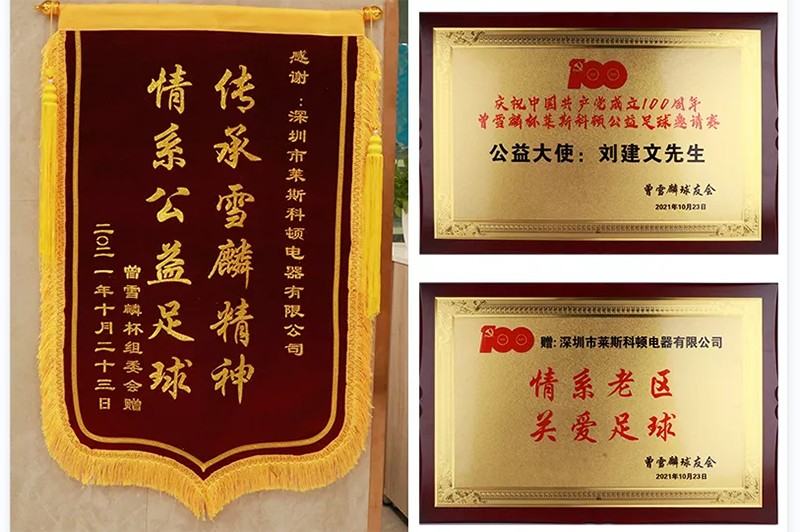 感谢：深圳市莱斯科顿电器有限公司
传承雪麟精神
情系公益足球
曾雪麟杯组委会赠
二〇二一年十月二十三日
100
庆祝中国共产党成立100周年
曾雪麟杯莱斯科顿公益足球邀请赛
公益大使：刘建文先生
曾雪麟球友会
2021年10月23日
100 赠：深圳市莱斯科顿电器有限公司
情系老区
关爱足球
曾雪麟球友会
2021年10月23日